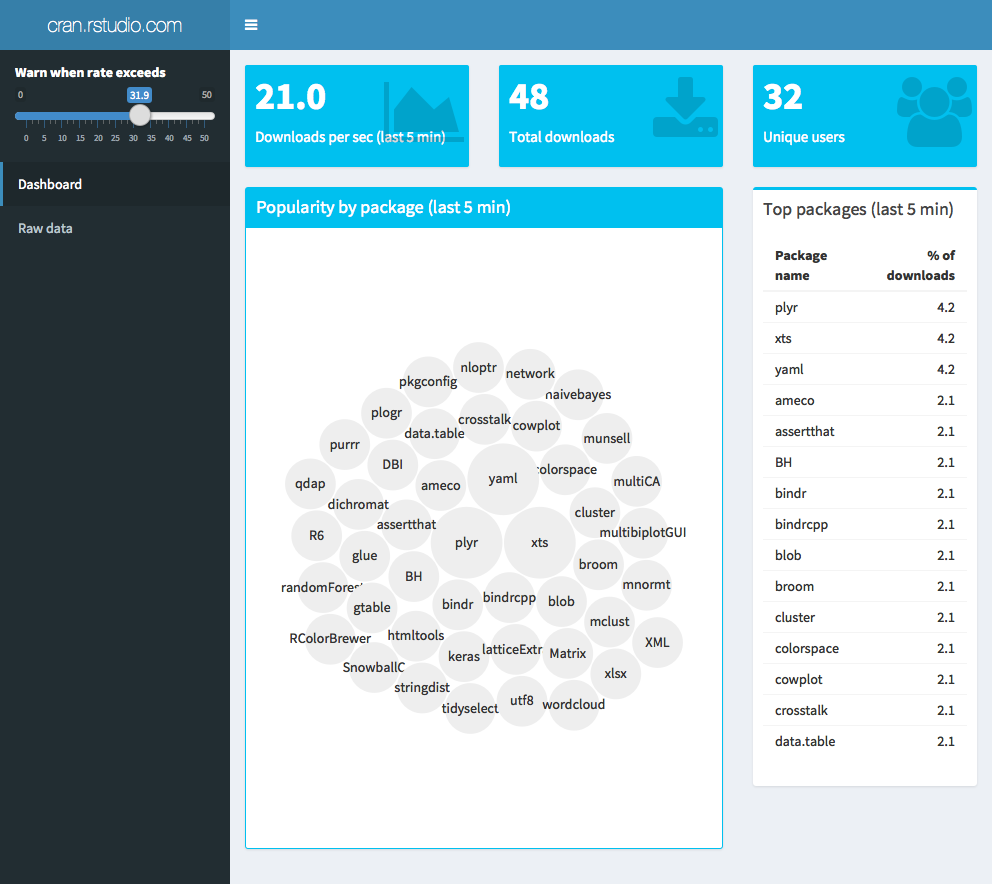 cran.rstudio.com
Warn when rate exceeds
0 31.9 50
0 5 10 15 20 25 30 35 40 45 50
Dashboard
Raw data
21.0
Downloads per sec (last 5 min)
48
Total downloads
32
Unique users
Popularity by package (last 5 min)
nloptr
network
pkgconfig
naivebayes
plogr
crosstalk
cowplot
data.table
munsell
purrr
DBI
colorspace
yaml
multiCA
qdap
ameco
dichromat
cluster
assertthat
multibiplotGUI
R6
plyr
xts
glue
broom
BH
mnormt
randomFores
bindrcpp
blob
bindr
gtable
mclust
htmltools
RColorBrewer
XML
latticeExtr
Matrix
keras
SnowballC
xlsx
stringdist
utf8
wordcloud
tidyselect
Top packages (last 5 min)
Package name % of downloads
plyr 4.2
xts 4.2
yaml 4.2
ameco 2.1
assertthat 2.1
BH 2.1
bindr 2.1
bindrcpp 2.1
blob 2.1
broom 2.1
cluster 2.1
colorspace 2.1
cowplot 2.1
crosstalk 2.1
data.table 2.1